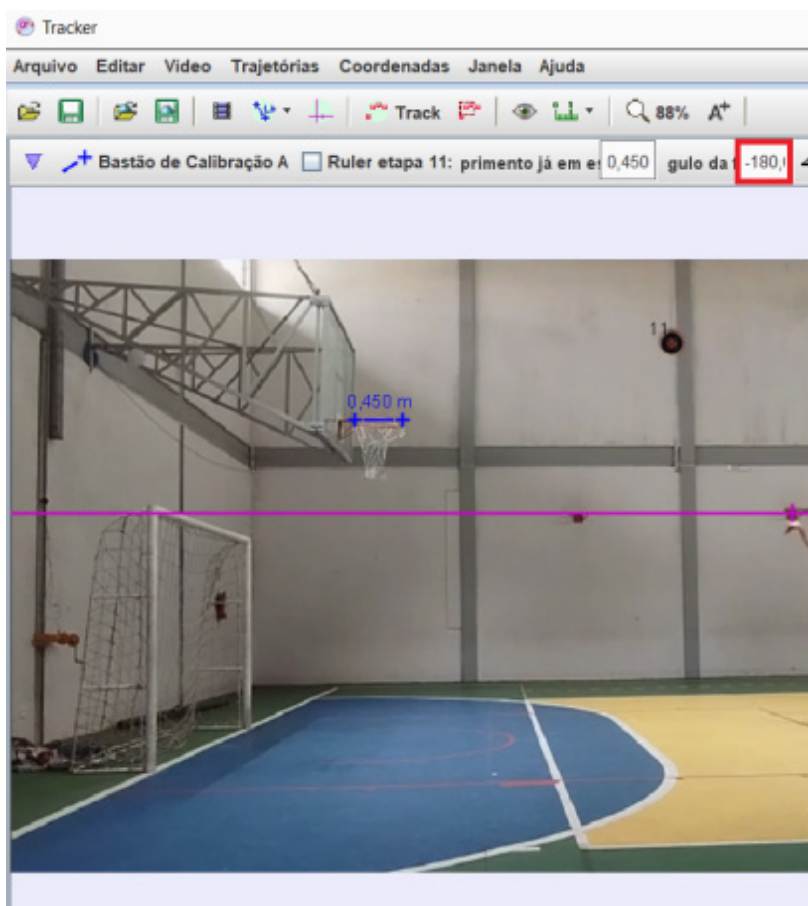 Tracker
Arquivo Editar Video Trajetórias Coordenadas Janela Ajuda
Track 88% A+
Bastão de Calibração A Ruler etapa 11: primento já em e: 0,450 gulo da -180,
11
0,450 m